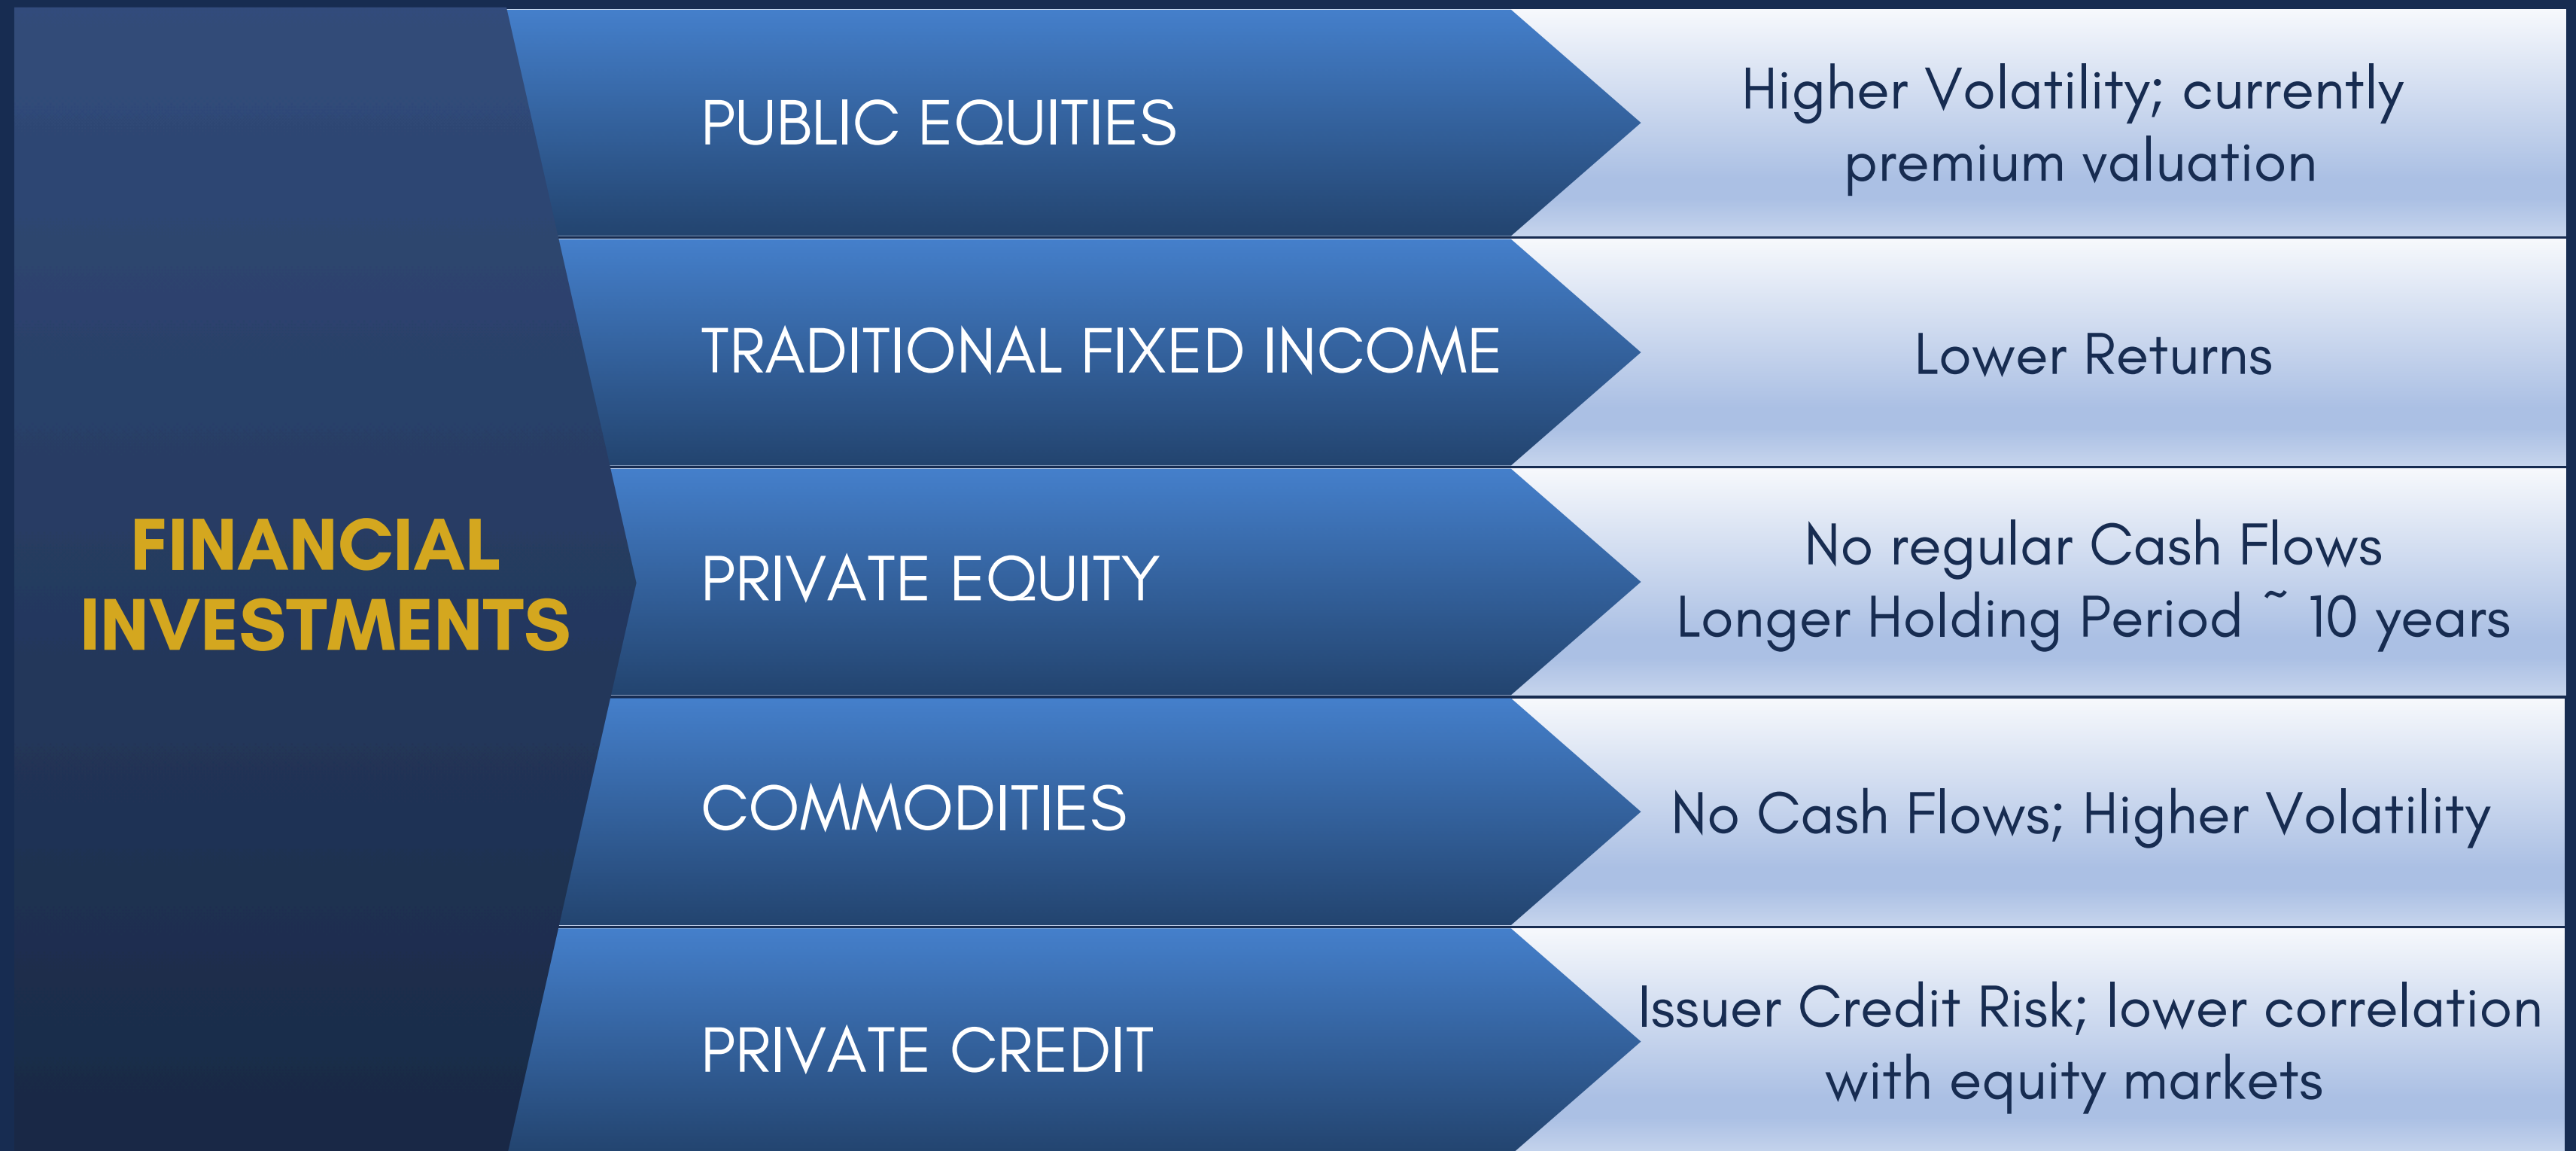 FINANCIAL
INVESTMENTS
PUBLIC EQUITIES
Higher Volatility; currently
premium valuation
TRADITIONAL FIXED INCOME
Lower Returns
PRIVATE EQUITY
No regular Cash Flows
Longer Holding Period ~ 10 years
COMMODITIES
No Cash Flows; Higher Volatility
PRIVATE CREDIT
Issuer Credit Risk; lower correlation
with equity markets